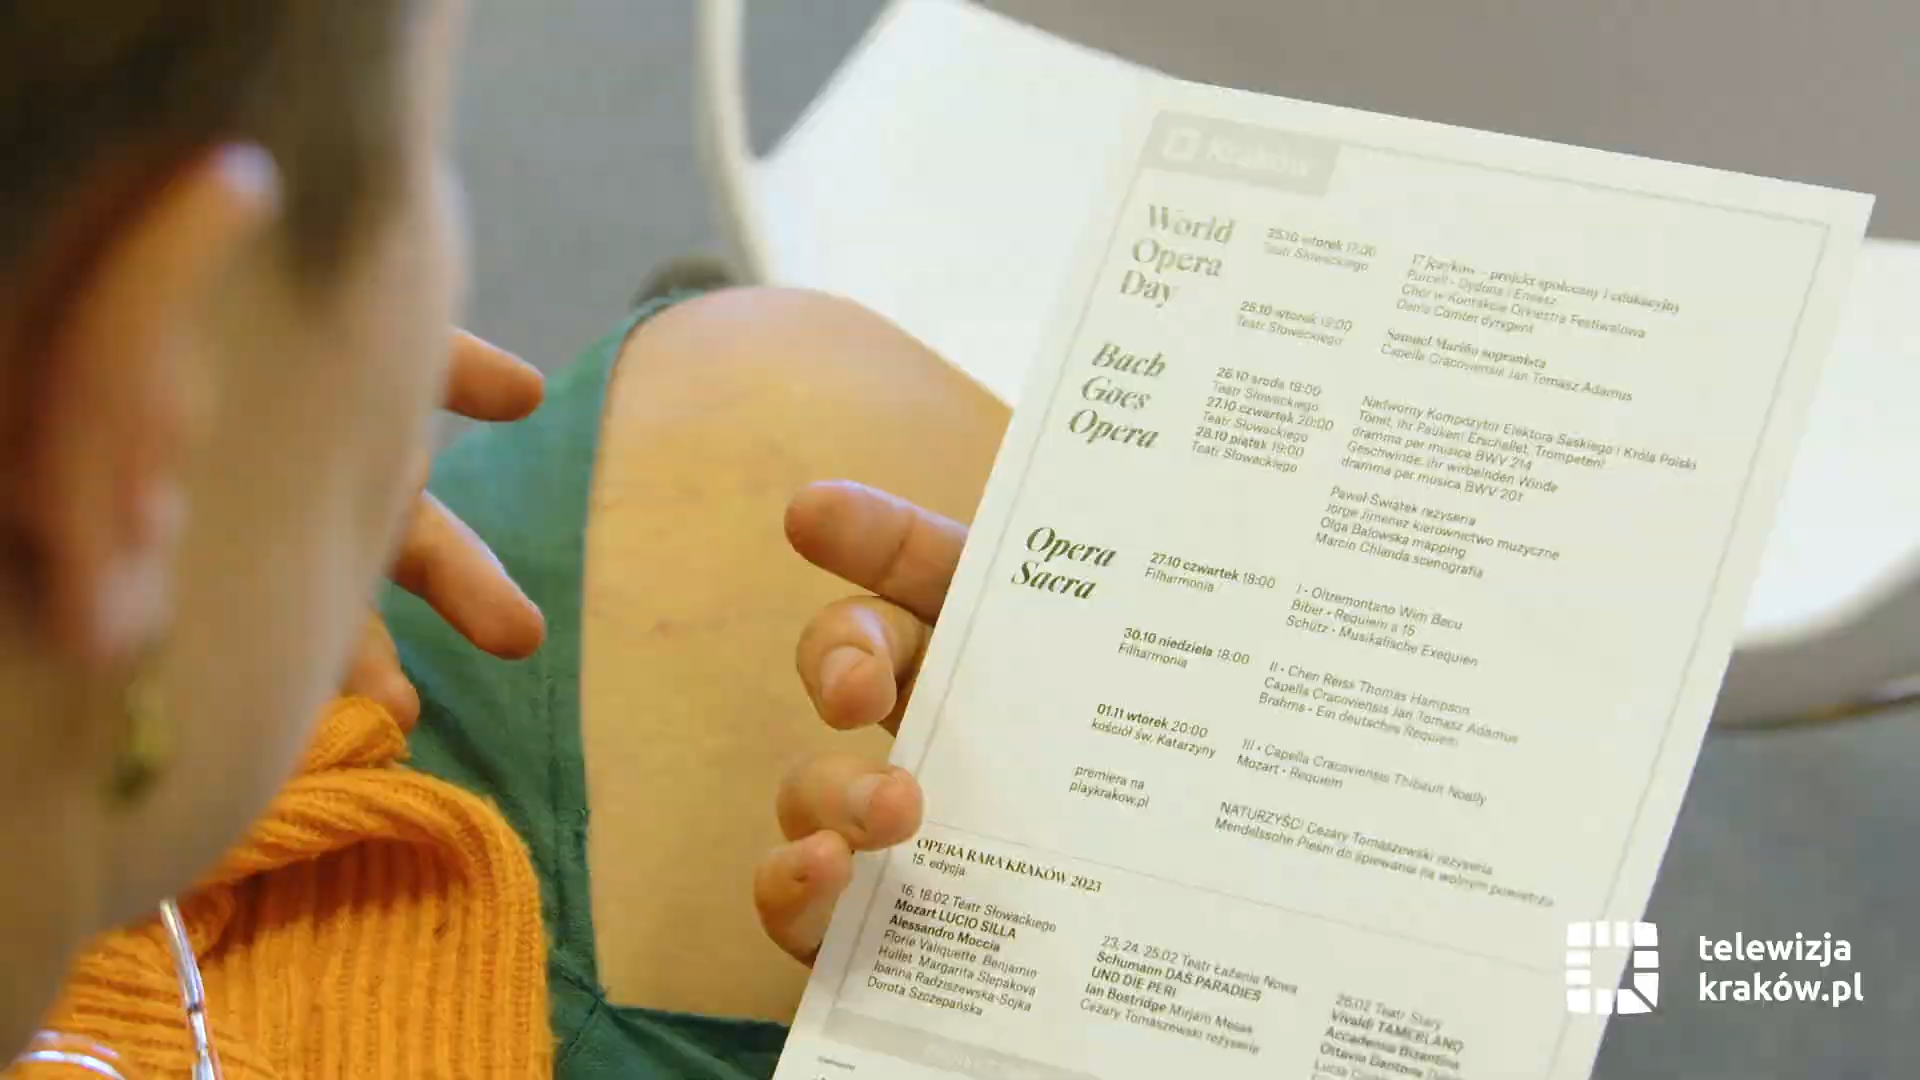 Kraków
World
Opera
Day
25.10 wtorek 17:00
Teatr Słowackiego
17 języków – projekt społeczny i edukacyjny
Purcell • Dydona i Eneasz
Chór w Kontakcie Orkiestra Festiwalowa
Denis Comtet dyrygent
25.10 wtorek 19:00
Teatr Słowackiego
Samuel Mariño sopranista
Capella Cracoviensis Jan Tomasz Adamus
Bach
Goes
Opera
26.10 środa 18:00
Teatr Słowackiego
27.10 czwartek 20:00
Teatr Słowackiego
28.10 piątek 19:00
Teatr Słowackiego
Nadworny Kompozytor Elektora Saskiego i Króla Polski
Tönet, ihr Pauken! Erschallet, Trompeten!
dramma per musica BWV 214
Geschwinde, ihr wirbelnden Winde
dramma per musica BWV 201
Paweł Świątek reżyseria
Jorge Jimenez kierownictwo muzyczne
Olga Balowska mapping
Marcin Chlanda scenografia
Opera
Sacra
27.10 czwartek 18:00
Filharmonia
I • Oltremontano Wim Becu
Biber • Requiem a 15
Schütz • Musikalische Exequien
30.10 niedziela 18:00
Filharmonia
II • Chen Reiss Thomas Hampson
Capella Cracoviensis Jan Tomasz Adamus
Brahms • Ein deutsches Requiem
01.11 wtorek 20:00
kościół św. Katarzyny
III • Capella Cracoviensis Thibault Noally
Mozart • Requiem
premiera na
playkrakow.pl
NATURZYŚCI Cezary Tomaszewski reżyseria
Mendelssohn Pieśni do śpiewania na wolnym powietrzu
OPERA RARA KRAKÓW 2023
15. edycja
16, 18.02 Teatr Słowackiego
Mozart LUCIO SILLA
Alessandro Moccia
Florie Valiquette Benjamin
Hullet Margarita Slepakova
Joanna Radziszewska-Sojka
Dorota Szczepańska
23, 24, 25.02 Teatr Łaźnia Nowa
Schumann DAS PARADIES
UND DIE PERI
Ian Bostridge Mirjam Mesak
Cezary Tomaszewski reżyseria
26.02 Teatr Stary
Vivaldi TAMERLANO
Accademia Bizantina
Ottavio Dantone
telewizja
kraków.pl